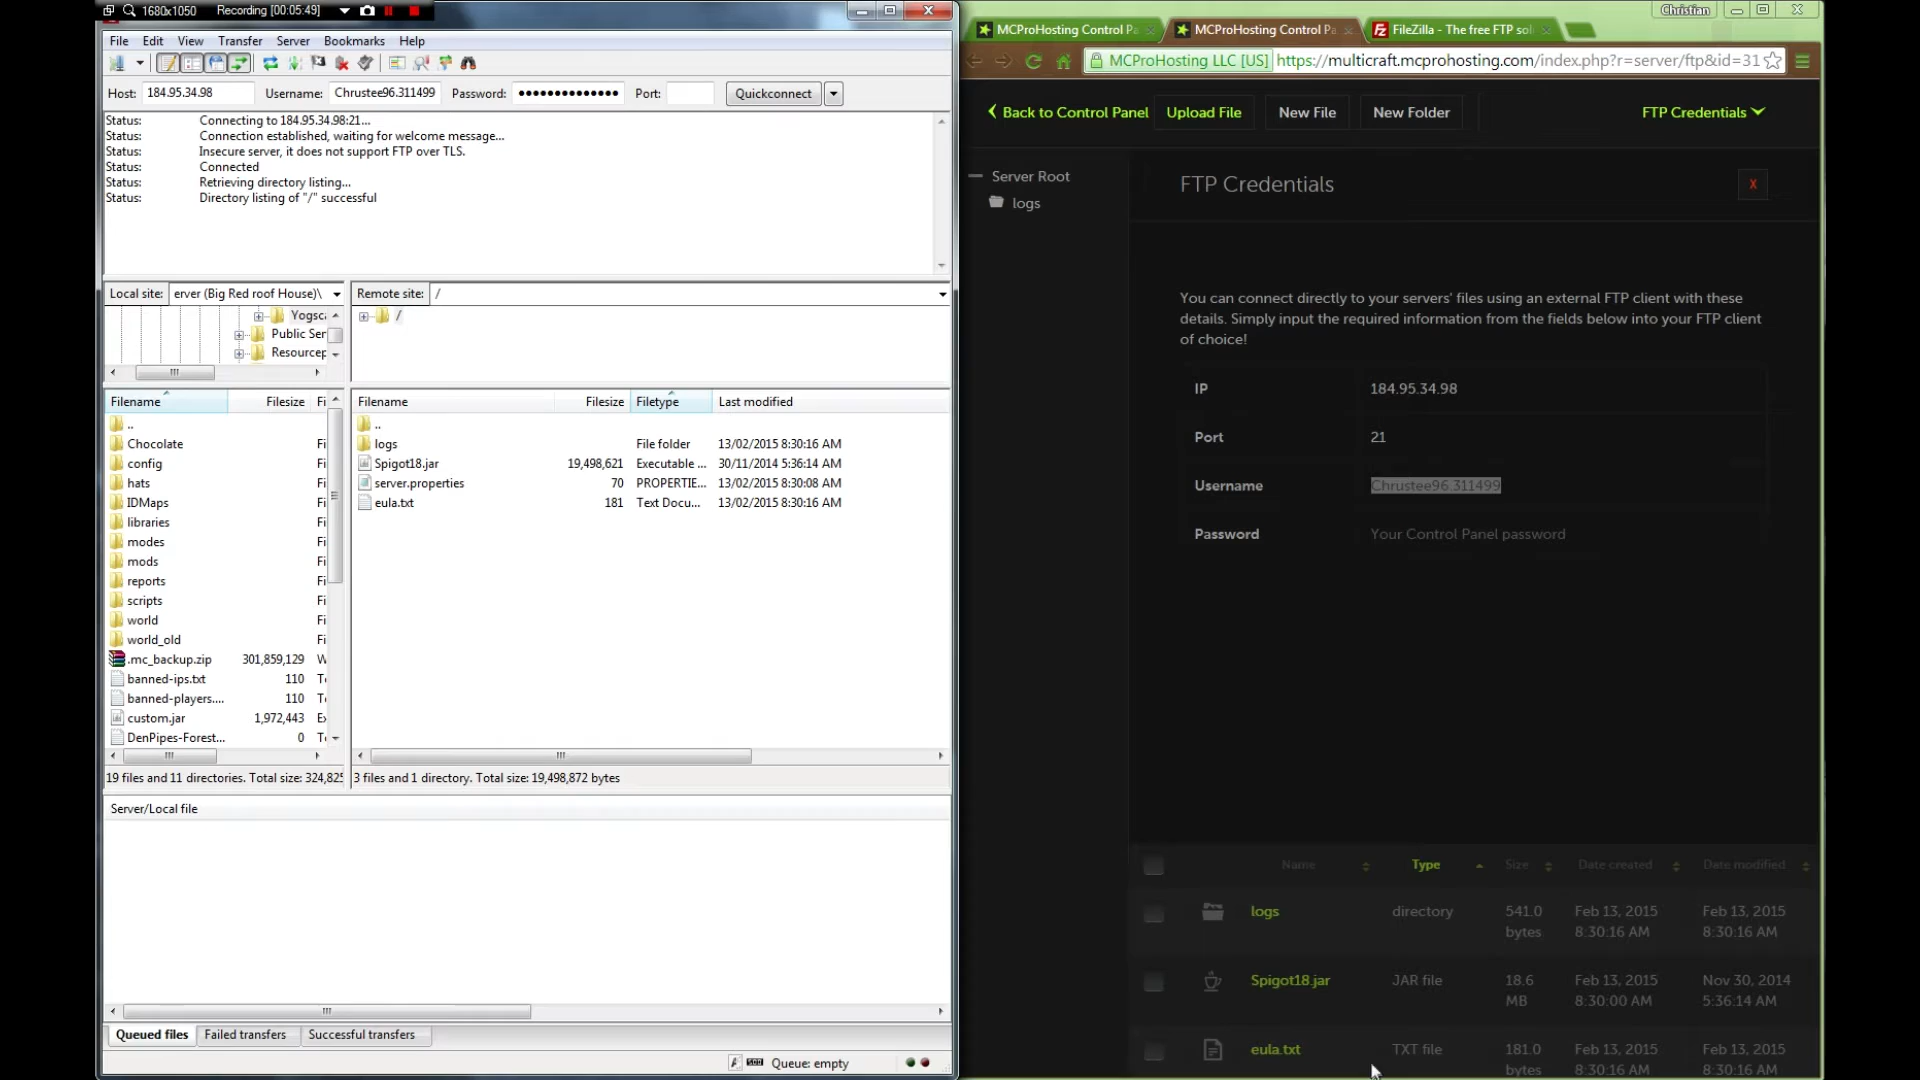 1680x1050 Recording [00:05:49]
File Edit View Transfer Server Bookmarks Help
Host: 184.95.34.98 Username: Chrustee96.311499 Password: ●●●●●●●●●●●●●● Port: Quickconnect
Status: Connecting to 184.95.34.98:21...
Status: Connection established, waiting for welcome message...
Status: Insecure server, it does not support FTP over TLS.
Status: Connected
Status: Retrieving directory listing...
Status: Directory listing of "/" successful
Local site: erver (Big Red roof House)\
Yogsca
Public Ser
Resourcep
Remote site: /
/
Filename Filesize Fi
..
Chocolate Fi
config Fi
hats Fi
IDMaps Fi
libraries Fi
modes Fi
mods Fi
reports Fi
scripts Fi
world Fi
world_old Fi
.mc_backup.zip 301,859,129 W
banned-ips.txt 110 T
banned-players.... 110 T
custom.jar 1,972,443 E
DenPipes-Forest... 0 T
19 files and 11 directories. Total size: 324,825
Filename Filesize Filetype Last modified
..
logs File folder 13/02/2015 8:30:16 AM
Spigot18.jar 19,498,621 Executable ... 30/11/2014 5:36:14 AM
server.properties 70 PROPERTIE... 13/02/2015 8:30:08 AM
eula.txt 181 Text Docu... 13/02/2015 8:30:16 AM
3 files and 1 directory. Total size: 19,498,872 bytes
Server/Local file
Queued files Failed transfers Successful transfers
Queue: empty
Christian
MCProHosting Control Pa MCProHosting Control Pa FileZilla - The free FTP sol
MCProHosting LLC [US] https://multicraft.mcprohosting.com/index.php?r=server/ftp&id=31
Back to Control Panel Upload File New File New Folder FTP Credentials
Server Root
logs
FTP Credentials
X
You can connect directly to your servers' files using an external FTP client with these
details. Simply input the required information from the fields below into your FTP client
of choice!
IP 184.95.34.98
Port 21
Username Chrustee96.311499
Password Your Control Panel password
Name Type Size Date created Date modified
logs directory 541.0 bytes Feb 13, 2015 8:30:16 AM Feb 13, 2015 8:30:16 AM
Spigot18.jar JAR file 18.6 MB Feb 13, 2015 8:30:00 AM Nov 30, 2014 5:36:14 AM
eula.txt TXT file 181.0 bytes Feb 13, 2015 8:30:16 AM Feb 13, 2015 8:30:16 AM